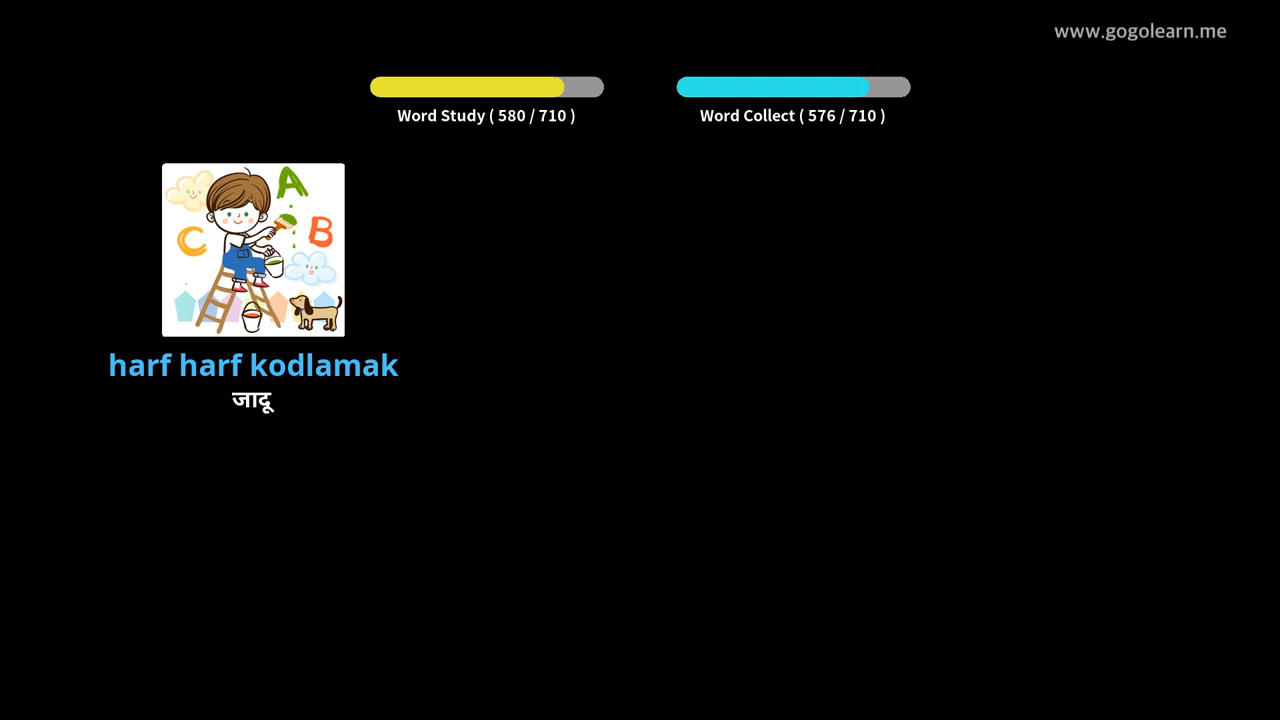 www.gogolearn.me
Word Study ( 580 / 710 )
Word Collect ( 576 / 710 )
A
B
C
harf harf kodlamak
जादू